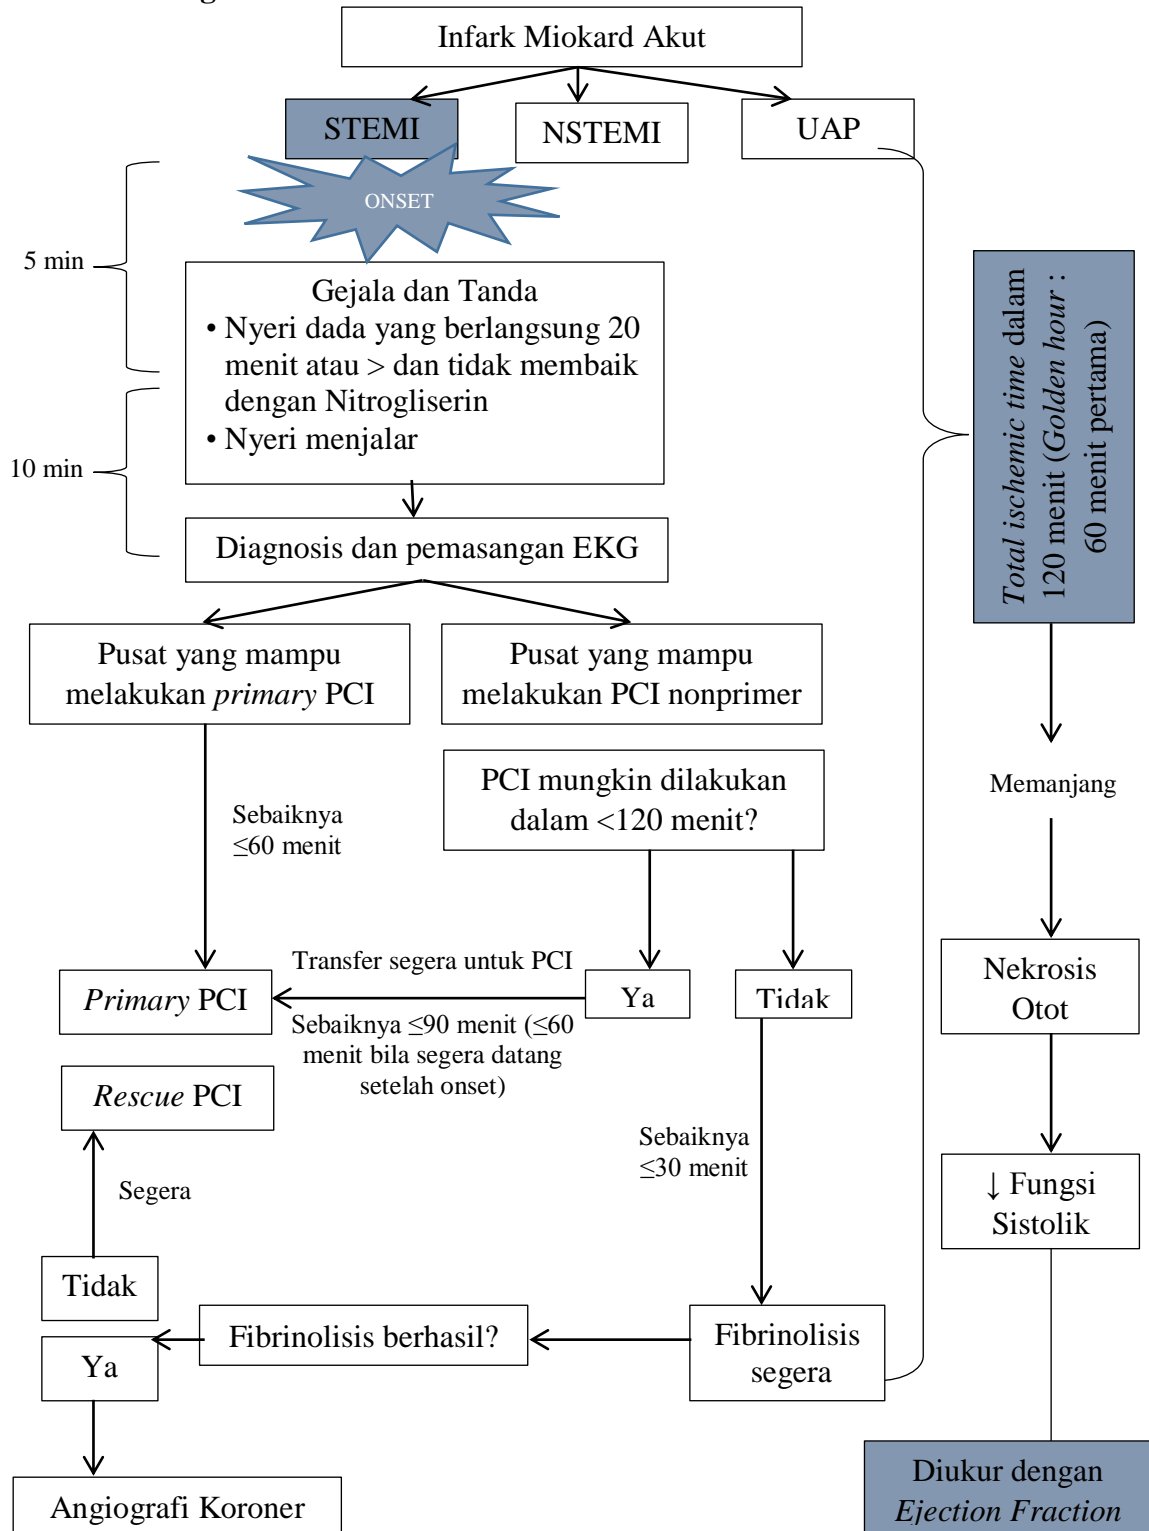 Infark Miokard Akut
STEMI
NSTEMI
UAP
ONSET
5 min
Gejala dan Tanda
• Nyeri dada yang berlangsung 20
menit atau > dan tidak membaik
dengan Nitrogliserin
• Nyeri menjalar
10 min
Diagnosis dan pemasangan EKG
Total ischemic time dalam
120 menit (Golden hour :
60 menit pertama)
Pusat yang mampu
melakukan primary PCI
Pusat yang mampu
melakukan PCI nonprimer
PCI mungkin dilakukan
dalam <120 menit?
Memanjang
Sebaiknya
≤60 menit
Transfer segera untuk PCI
Primary PCI
Ya
Tidak
Sebaiknya ≤90 menit (≤60
menit bila segera datang
setelah onset)
Nekrosis
Otot
Rescue PCI
Sebaiknya
≤30 menit
Segera
↓ Fungsi
Sistolik
Tidak
Fibrinolisis berhasil?
Fibrinolisis
segera
Ya
Angiografi Koroner
Diukur dengan
Ejection Fraction